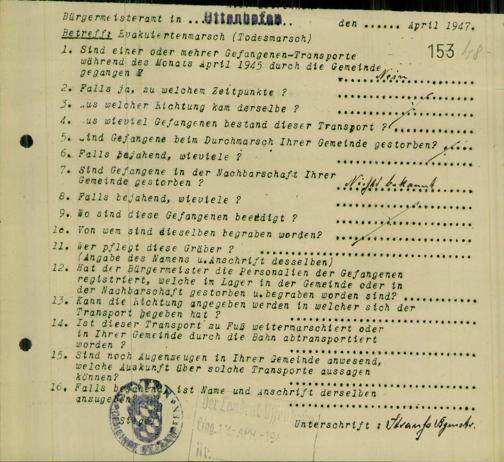 Bürgermeisteramt in ..
den ...... April 1947.
Betreff: Evakuiertenmarsch (Todesmarsch)
153 48-
1. Sind einer oder mehrer Gefangenen-Transporte
während des Monats April 1945 durch die Gemeinde
gegangen ? Nein
2. Falls ja, zu welchem Zeitpunkte ?
3. Aus welcher Richtung kam derselbe ?
4. Aus wieviel Gefangenen bestand dieser Transport ?
5. Sind Gefangene beim Durchmarsch Ihrer Gemeinde gestorben?
6. Falls bejahend, wieviele ?
7. Sind Gefangene in der Nachbarschaft Ihrer
Gemeinde gestorben ? Nicht bekannt
8. Falls bejahend, wieviele ?
9. Wo sind diese Gefangenen beerdigt ?
10. Von wem sind dieselben begraben worden?
11. Wer pflegt diese Gräber ?
(Angabe des Namens u.Anschrift desselben)
12. Hat der Bürgermeister die Personalien der Gefangenen
registriert, welche im Lager in der Gemeinde oder in
der Nachbarschaft gestorben u.begraben worden sind?
13. Kann die Richtung angegeben werden in welcher sich der
Transport begeben hat ?
14. Ist dieser Transport zu Fuß weitermarschiert oder
in Ihrer Gemeinde durch die Bahn abtransportiert
worden ?
15. Sind noch Augenzeugen in Ihrer Gemeinde anwesend,
welche Auskunft über solche Transporte aussagen
können?
16. Falls bejahend, ist Name und Anschrift derselben
anzugeben?
Siegel
Der Landrat
Unterschrift : Strauß Bgmstr.